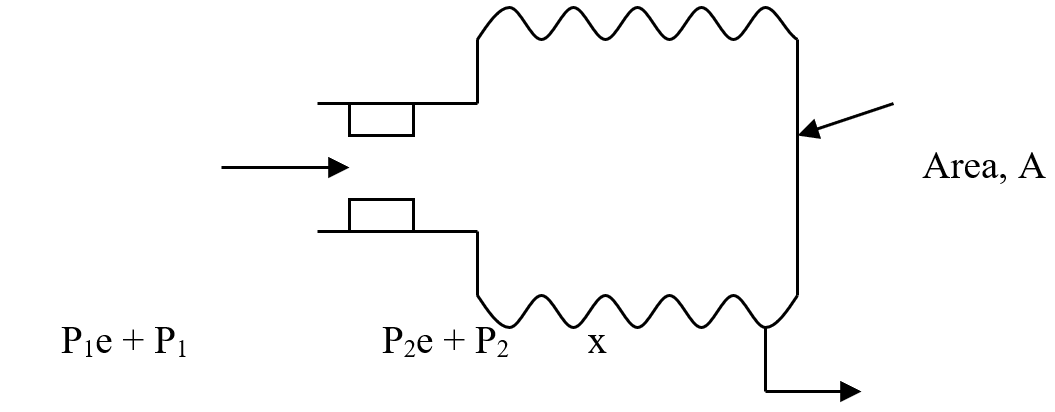 Area, A
P₁e + P₁ P₂e + P₂ x